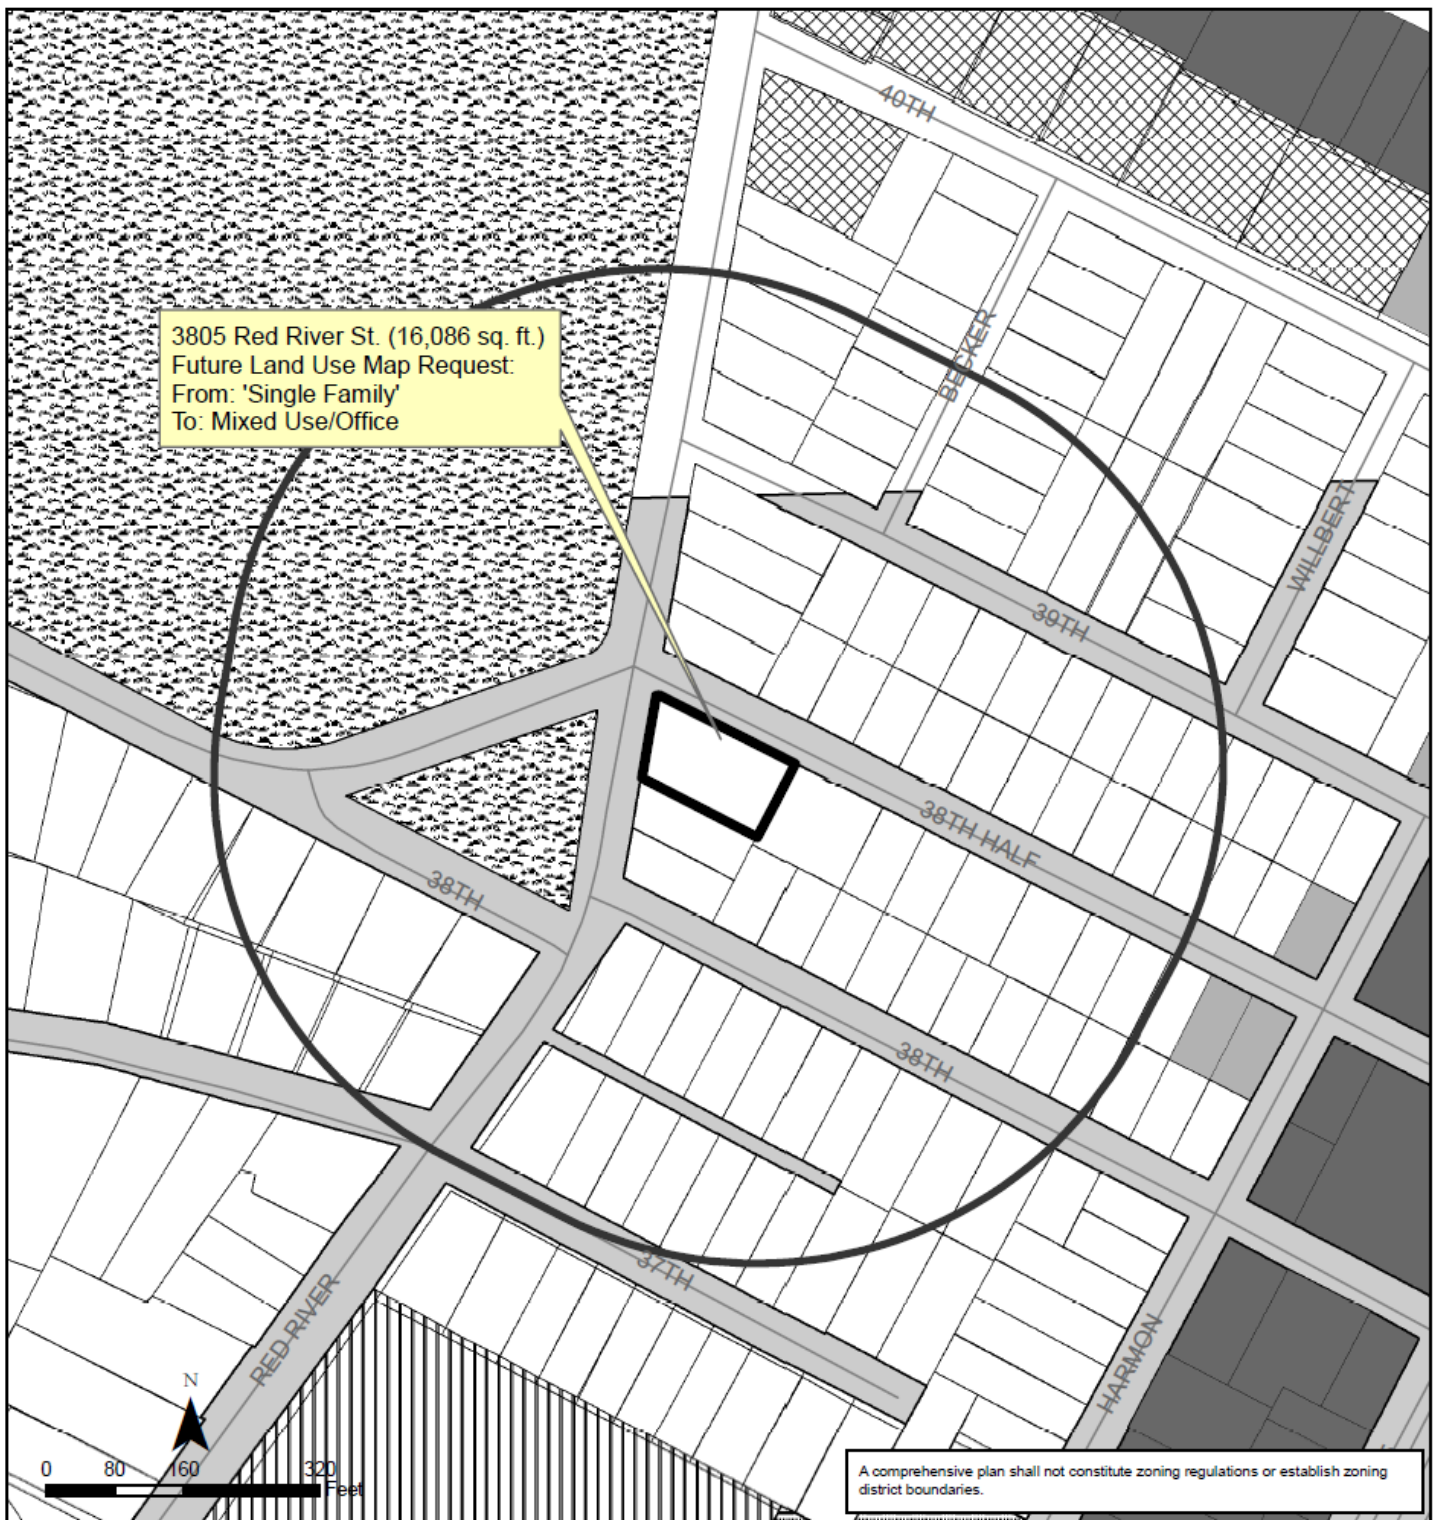 40TH
3805 Red River St. (16,086 sq. ft.)
Future Land Use Map Request:
From: 'Single Family'
To: Mixed Use/Office
BECKER
WILLBERT
39TH
38TH HALF
38TH
38TH
37TH
RED RIVER
HARMON
N
0 80 160 320
Feet
A comprehensive plan shall not constitute zoning regulations or establish zoning
district boundaries.